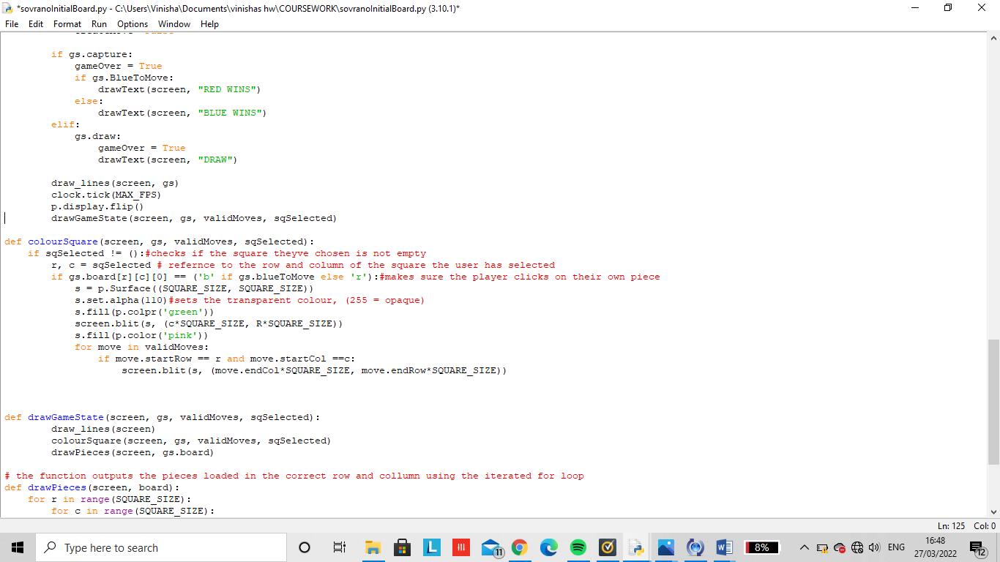 *sovranoInitialBoard.py - C:\Users\Vinisha\Documents\vinishas hw\COURSEWORK\sovranoInitialBoard.py (3.10.1)*
File Edit Format Run Options Window Help
        if gs.capture:
            gameOver = True
            if gs.BlueToMove:
                drawText(screen, "RED WINS")
            else:
                drawText(screen, "BLUE WINS")
        elif:
            gs.draw:
                gameOver = True
                drawText(screen, "DRAW")
        draw_lines(screen, gs)
        clock.tick(MAX_FPS)
        p.display.flip()
        drawGameState(screen, gs, validMoves, sqSelected)
def colourSquare(screen, gs, validMoves, sqSelected):
    if sqSelected != ():#checks if the square theyve chosen is not empty
        r, c = sqSelected # refernce to the row and column of the square the user has selected
        if gs.board[r][c][0] == ('b' if gs.blueToMove else 'r'):#makes sure the player clicks on their own piece
            s = p.Surface((SQUARE_SIZE, SQUARE_SIZE))
            s.set.alpha(110)#sets the transparent colour, (255 = opaque)
            s.fill(p.colpr('green'))
            screen.blit(s, (c*SQUARE_SIZE, R*SQUARE_SIZE))
            s.fill(p.color('pink'))
            for move in validMoves:
                if move.startRow == r and move.startCol ==c:
                    screen.blit(s, (move.endCol*SQUARE_SIZE, move.endRow*SQUARE_SIZE))
def drawGameState(screen, gs, validMoves, sqSelected):
        draw_lines(screen)
        colourSquare(screen, gs, validMoves, sqSelected)
        drawPieces(screen, gs.board)
# the function outputs the pieces loaded in the correct row and collumn using the iterated for loop
def drawPieces(screen, board):
    for r in range(SQUARE_SIZE):
        for c in range(SQUARE_SIZE):
Ln: 125 Col: 0
Type here to search
L
11
8%
ENG
16:48
27/03/2022
12